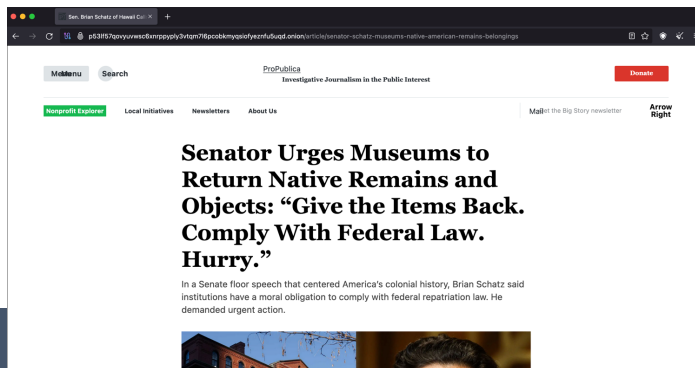 Sen. Brian Schatz of Hawaii Cal
p53lf57qovyuvwsc6xnrppyply3vtqm7l6pcobkmyqsiofyeznfu5uqd.onion/article/senator-schatz-museums-native-american-remains-belongings
Menu
Search
ProPublica
Investigative Journalism in the Public Interest
Donate
Nonprofit Explorer
Local Initiatives
Newsletters
About Us
Mail
et the Big Story newsletter
Arrow
Right
Senator Urges Museums to
Return Native Remains and
Objects: “Give the Items Back.
Comply With Federal Law.
Hurry.”
In a Senate floor speech that centered America's colonial history, Brian Schatz said
institutions have a moral obligation to comply with federal repatriation law. He
demanded urgent action.